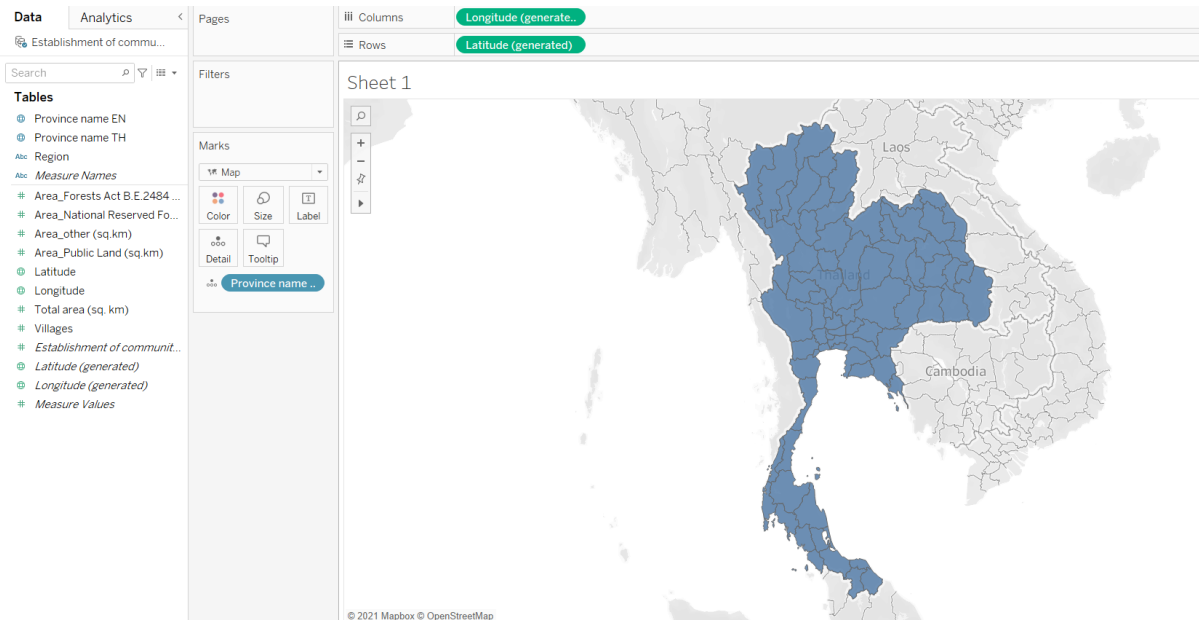 Data
Analytics
Establishment of commu...
Search
Tables
Province name EN
Province name TH
Abc Region
Abc Measure Names
# Area_Forests Act B.E.2484 ...
# Area_National Reserved Fo...
# Area_other (sq.km)
# Area_Public Land (sq.km)
Latitude
Longitude
# Total area (sq. km)
# Villages
# Establishment of communit...
Latitude (generated)
Longitude (generated)
# Measure Values
Pages
Filters
Marks
Map
Color
Size
Label
Detail
Tooltip
Province name ..
Columns
Longitude (generate..
Rows
Latitude (generated)
Sheet 1
Laos
Thailand
Cambodia
© 2021 Mapbox © OpenStreetMap